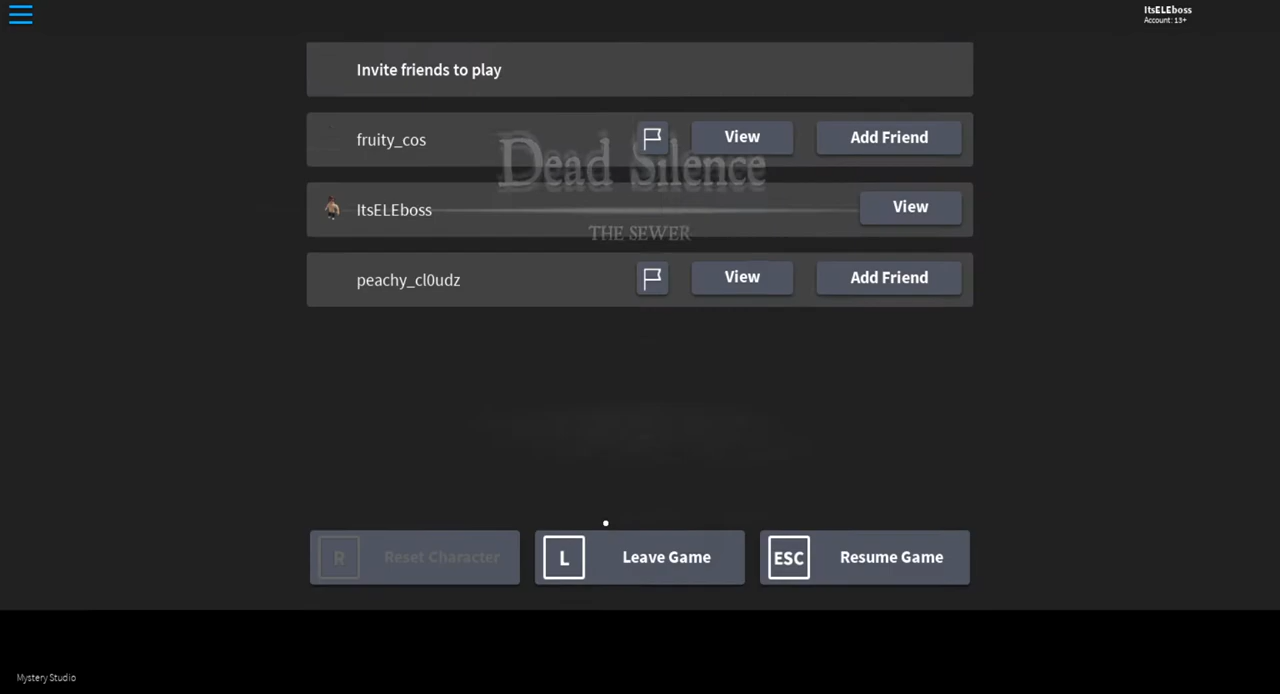 ItsELEboss
Account: 13+
Invite friends to play
fruity_cos
View
Add Friend
Dead Silence
ItsELEboss
View
THE SEWER
peachy_cl0udz
View
Add Friend
R Reset Character
L Leave Game
ESC Resume Game
Mystery Studio